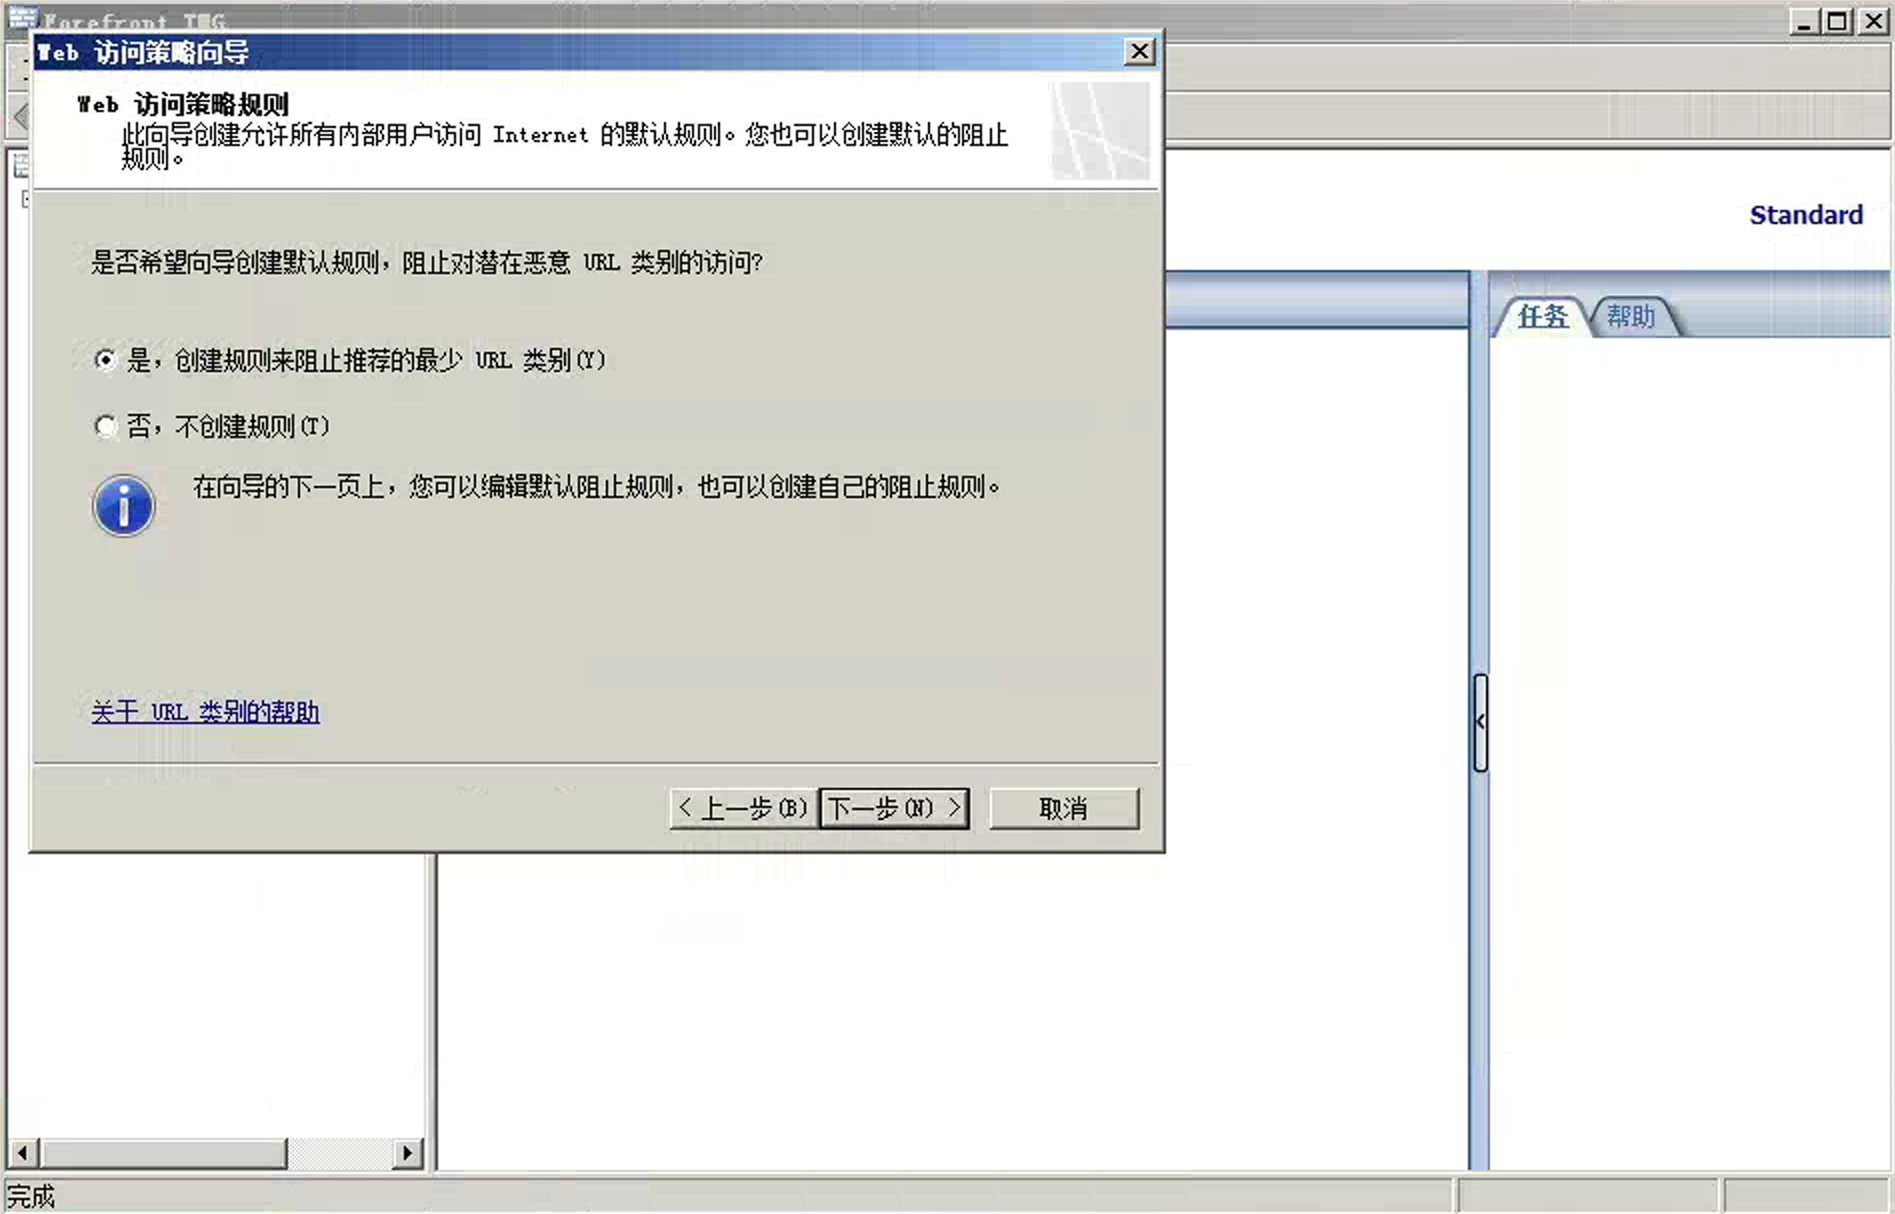 Forefront TMG
Web 访问策略向导
Web 访问策略规则
此向导创建允许所有内部用户访问 Internet 的默认规则。您也可以创建默认的阻止
规则。
Standard
是否希望向导创建默认规则，阻止对潜在恶意 URL 类别的访问?
任务
帮助
是，创建规则来阻止推荐的最少 URL 类别(Y)
否，不创建规则(T)
在向导的下一页上，您可以编辑默认阻止规则，也可以创建自己的阻止规则。
关于 URL 类别的帮助
< 上一步(B)
下一步(N) >
取消
完成